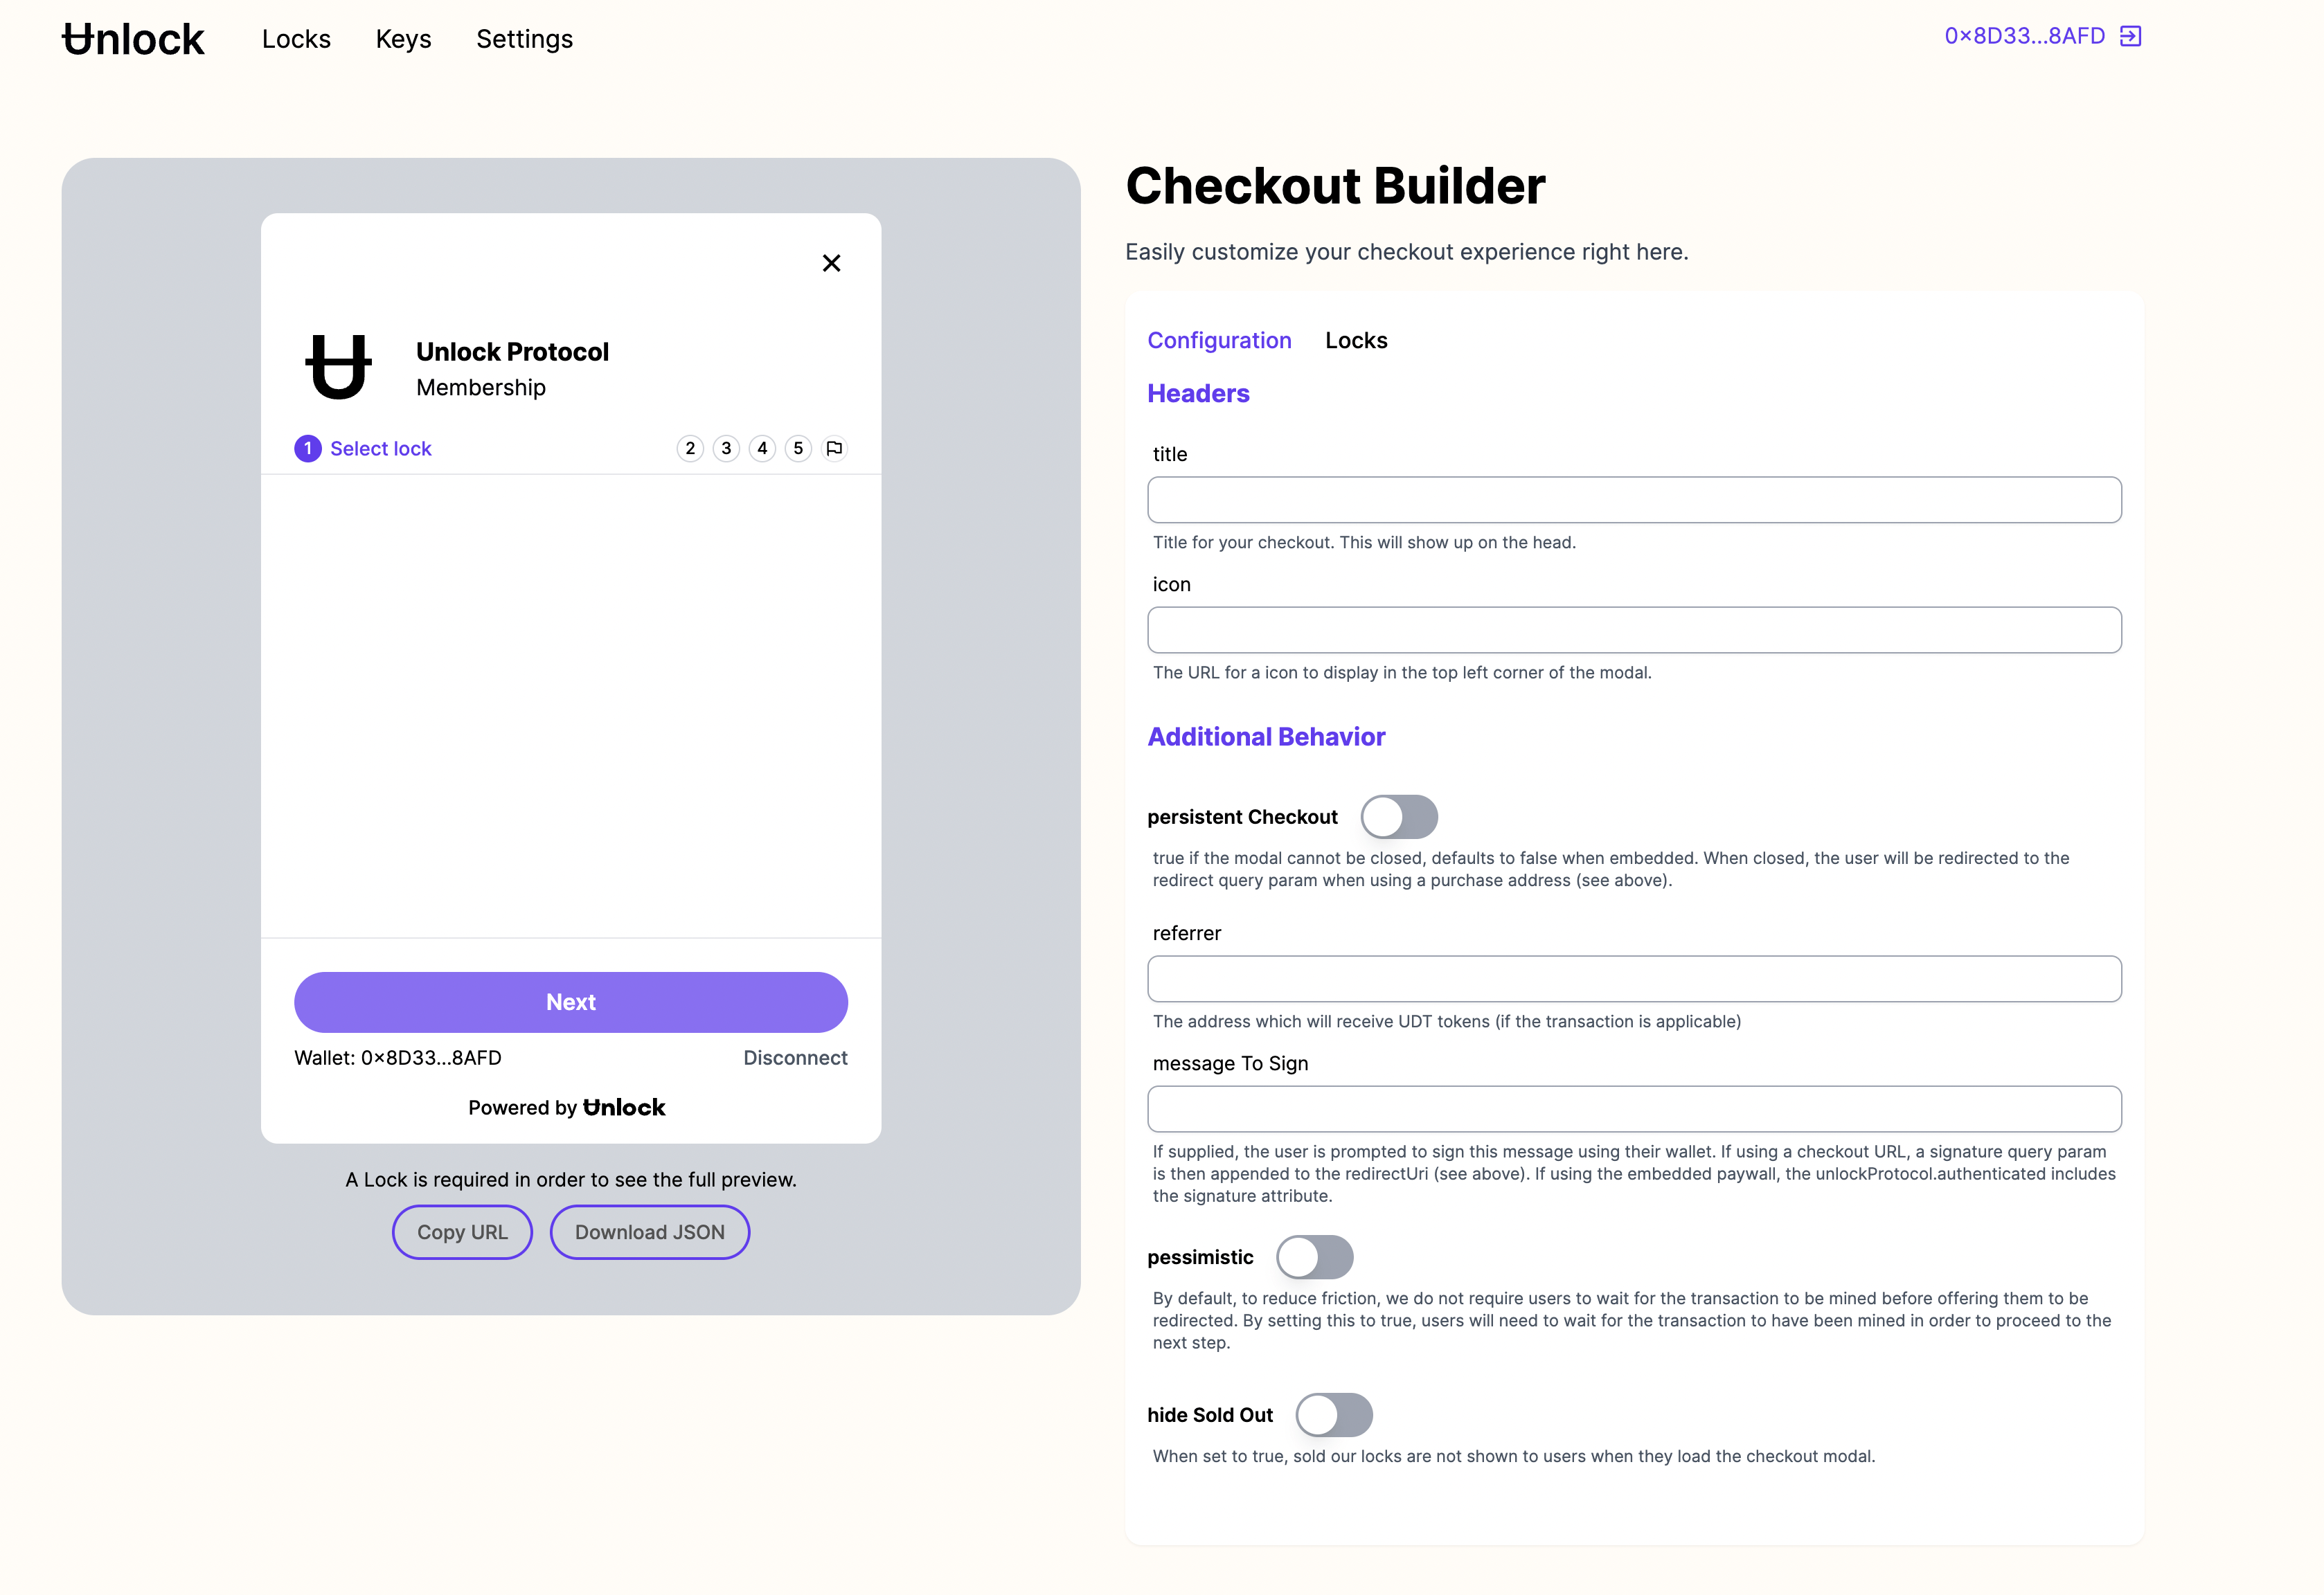 Unlock Locks Keys Settings 0×8D33...8AFD
Unlock Protocol
Membership
1 Select lock 2 3 4 5
Next
Wallet: 0×8D33...8AFD Disconnect
Powered by Unlock
A Lock is required in order to see the full preview.
Copy URL Download JSON
Checkout Builder
Easily customize your checkout experience right here.
Configuration Locks
Headers
title
Title for your checkout. This will show up on the head.
icon
The URL for a icon to display in the top left corner of the modal.
Additional Behavior
persistent Checkout
true if the modal cannot be closed, defaults to false when embedded. When closed, the user will be redirected to the
redirect query param when using a purchase address (see above).
referrer
The address which will receive UDT tokens (if the transaction is applicable)
message To Sign
If supplied, the user is prompted to sign this message using their wallet. If using a checkout URL, a signature query param
is then appended to the redirectUri (see above). If using the embedded paywall, the unlockProtocol.authenticated includes
the signature attribute.
pessimistic
By default, to reduce friction, we do not require users to wait for the transaction to be mined before offering them to be
redirected. By setting this to true, users will need to wait for the transaction to have been mined in order to proceed to the
next step.
hide Sold Out
When set to true, sold our locks are not shown to users when they load the checkout modal.